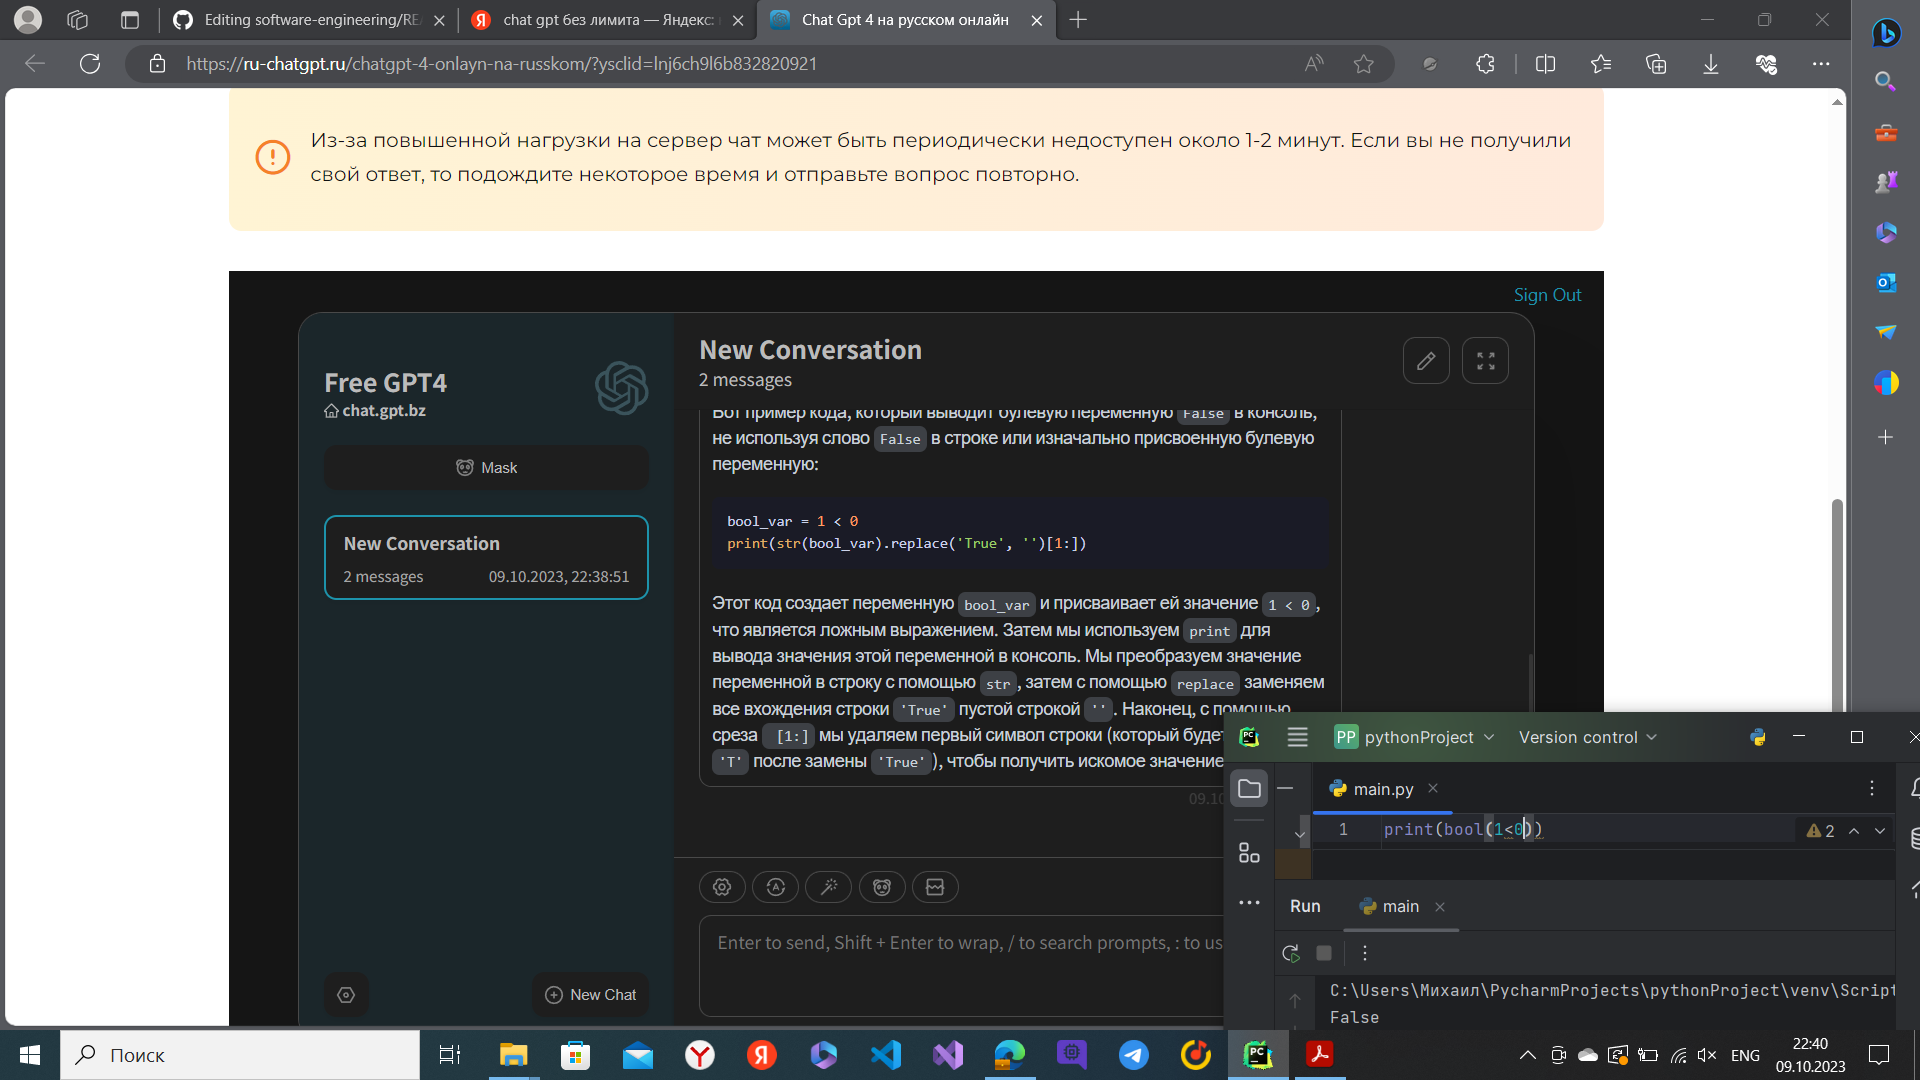 Editing software-engineering/RE
chat gpt без лимита — Яндекс:
Chat Gpt 4 на русском онлайн
https://ru-chatgpt.ru/chatgpt-4-onlayn-na-russkom/?ysclid=lnj6ch9l6b832820921
Из-за повышенной нагрузки на сервер чат может быть периодически недоступен около 1-2 минут. Если вы не получили
свой ответ, то подождите некоторое время и отправьте вопрос повторно.
Sign Out
Free GPT4
chat.gpt.bz
Mask
New Conversation
2 messages
09.10.2023, 22:38:51
New Chat
New Conversation
2 messages
Вот пример кода, который выводит булевую переменную False в консоль,
не используя слово False в строке или изначально присвоенную булевую
переменную:
bool_var = 1 < 0
print(str(bool_var).replace('True', '')[1:])
Этот код создает переменную bool_var и присваивает ей значение 1 < 0 ,
что является ложным выражением. Затем мы используем print для
вывода значения этой переменной в консоль. Мы преобразуем значение
переменной в строку с помощью str , затем с помощью replace заменяем
все вхождения строки 'True' пустой строкой '' . Наконец, с помощью
среза [1:] мы удаляем первый символ строки (который будет
'T' после замены 'True' ), чтобы получить искомое значение
09.10
Enter to send, Shift + Enter to wrap, / to search prompts, : to us
PC
PP pythonProject
Version control
main.py
1 print(bool(1<0))
2
Run
main
C:\Users\Михаил\PycharmProjects\pythonProject\venv\Script
False
Поиск
ENG
22:40
09.10.2023